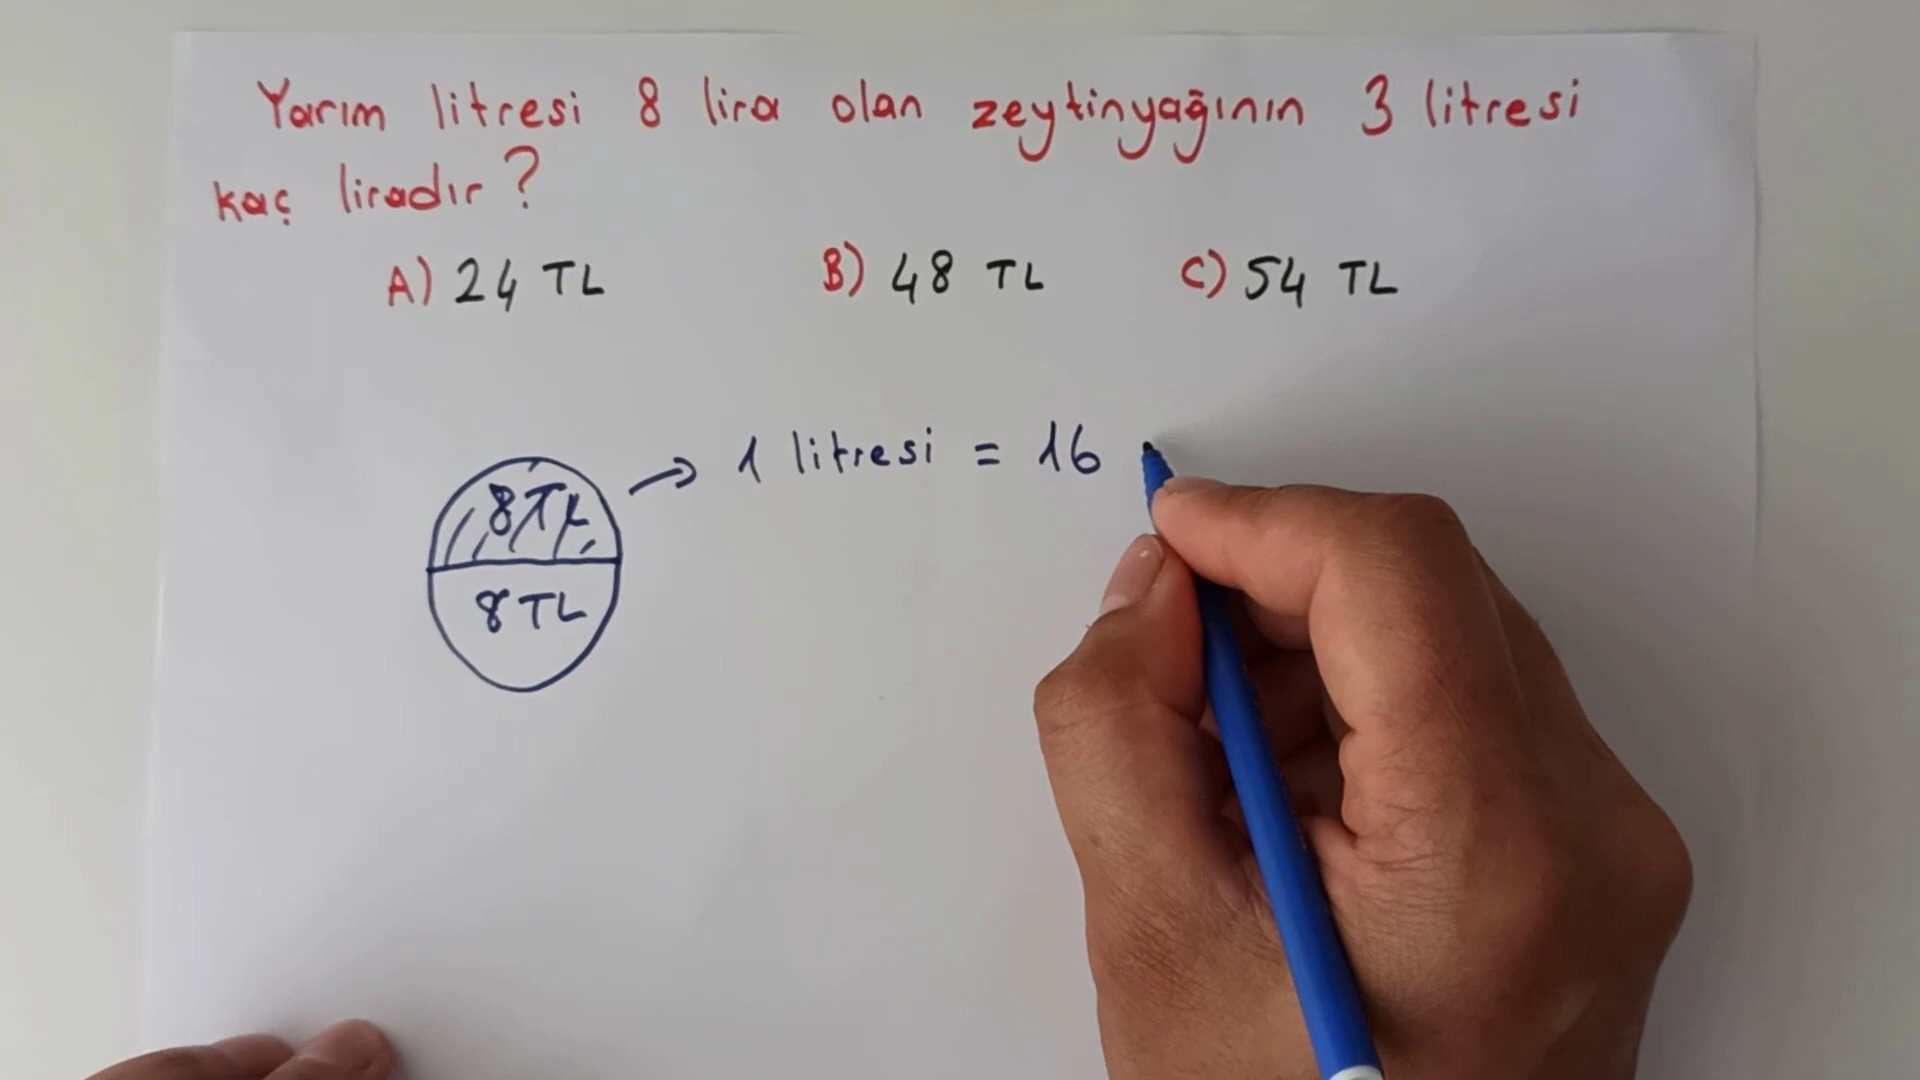 Yarım litresi 8 lira olan zeytinyağının 3 litresi
kaç liradır?
A) 24 TL B) 48 TL C) 54 TL
1 litresi = 16
8TL
8TL